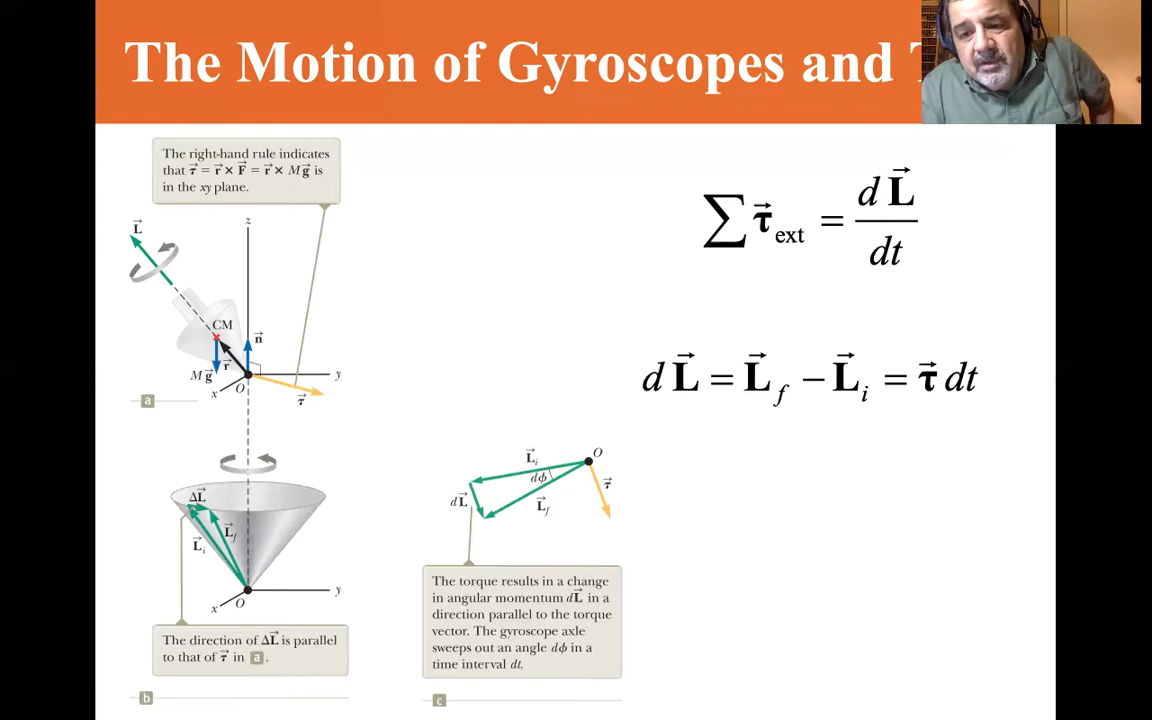 The Motion of Gyroscopes and
The right-hand rule indicates
that τ⃗ = r⃗ × F⃗ = r⃗ × Mg⃗ is
in the xy plane.
L⃗
z
CM
n⃗
Mg⃗
r⃗
y
x
O
τ⃗
a
ΔL⃗
L⃗f
L⃗i
y
x
O
The direction of ΔL⃗ is parallel
to that of τ⃗ in a .
b
L⃗i
O
dϕ
τ⃗
dL⃗
L⃗f
The torque results in a change
in angular momentum dL⃗ in a
direction parallel to the torque
vector. The gyroscope axle
sweeps out an angle dϕ in a
time interval dt.
c
∑ τ⃗ext = dL⃗/dt
dL⃗ = L⃗f − L⃗i = τ⃗ dt